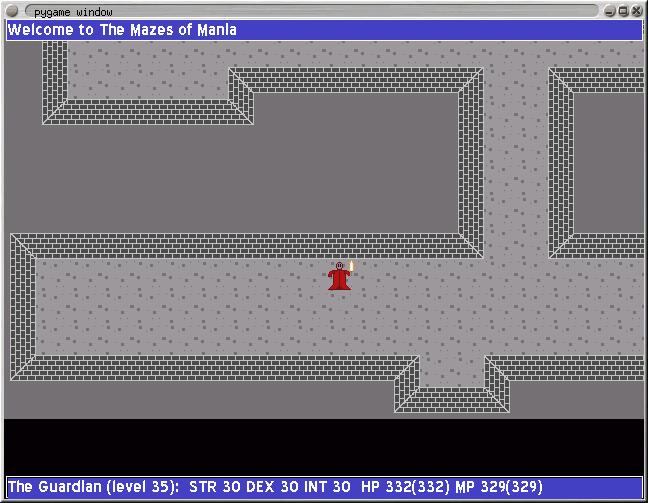 pygame window
Welcome to The Mazes of Mania
The Guardian (level 35): STR 30 DEX 30 INT 30 HP 332(332) MP 329(329)